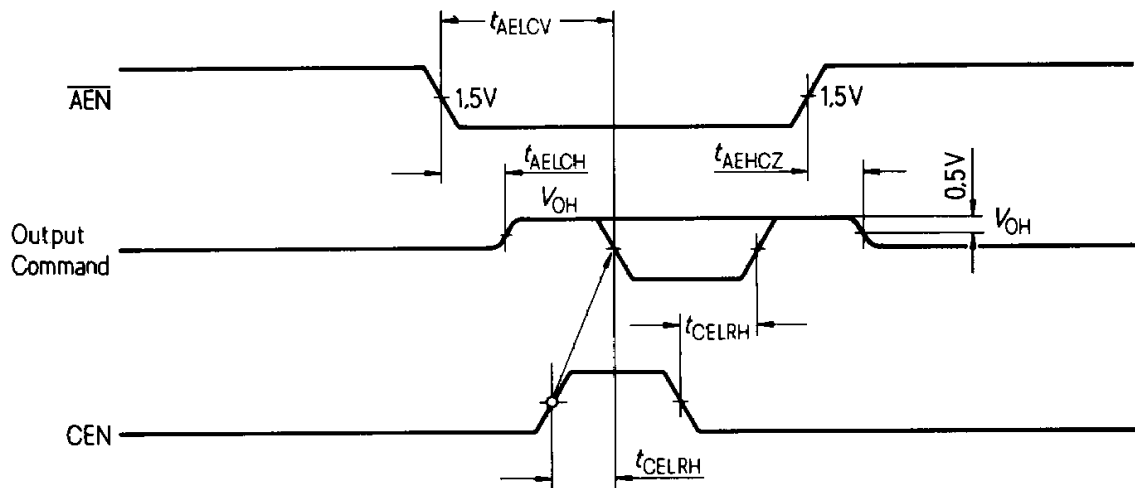 tAELCV
AEN
1,5V
1,5V
tAELCH
tAEHCZ
0.5V
VOH
VOH
Output
Command
tCELRH
CEN
tCELRH